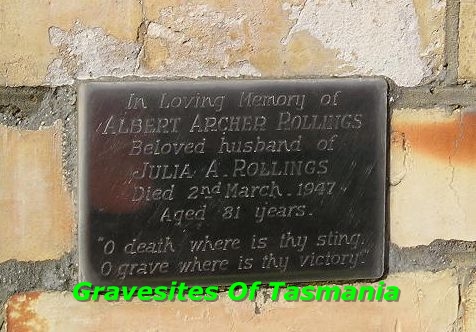 In Loving Memory of
ALBERT ARCHER ROLLINGS
Beloved husband of
JULIA A. ROLLINGS
Died 2nd March 1947
Aged 81 years.
"O death where is thy sting.
O grave where is thy victory".
Gravesites Of Tasmania